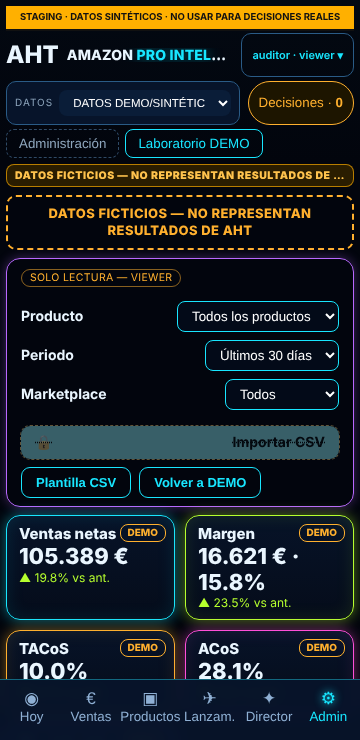 STAGING · DATOS SINTÉTICOS · NO USAR PARA DECISIONES REALES
AHT AMAZON PRO INTEL... auditor · viewer ▾
DATOS DATOS DEMO/SINTÉTIC Decisiones · 0
Administración Laboratorio DEMO
DATOS FICTICIOS — NO REPRESENTAN RESULTADOS DE ...
DATOS FICTICIOS — NO REPRESENTAN
RESULTADOS DE AHT
SOLO LECTURA — VIEWER
Producto Todos los productos
Periodo Últimos 30 días
Marketplace Todos
Importar CSV
Plantilla CSV Volver a DEMO
Ventas netas DEMO
105.389 €
▲ 19.8% vs ant.
Margen DEMO
16.621 € ·
15.8%
▲ 23.5% vs ant.
TACoS DEMO
10.0%
ACoS DEMO
28.1%
Hoy € Ventas Productos Lanzam. Director Admin